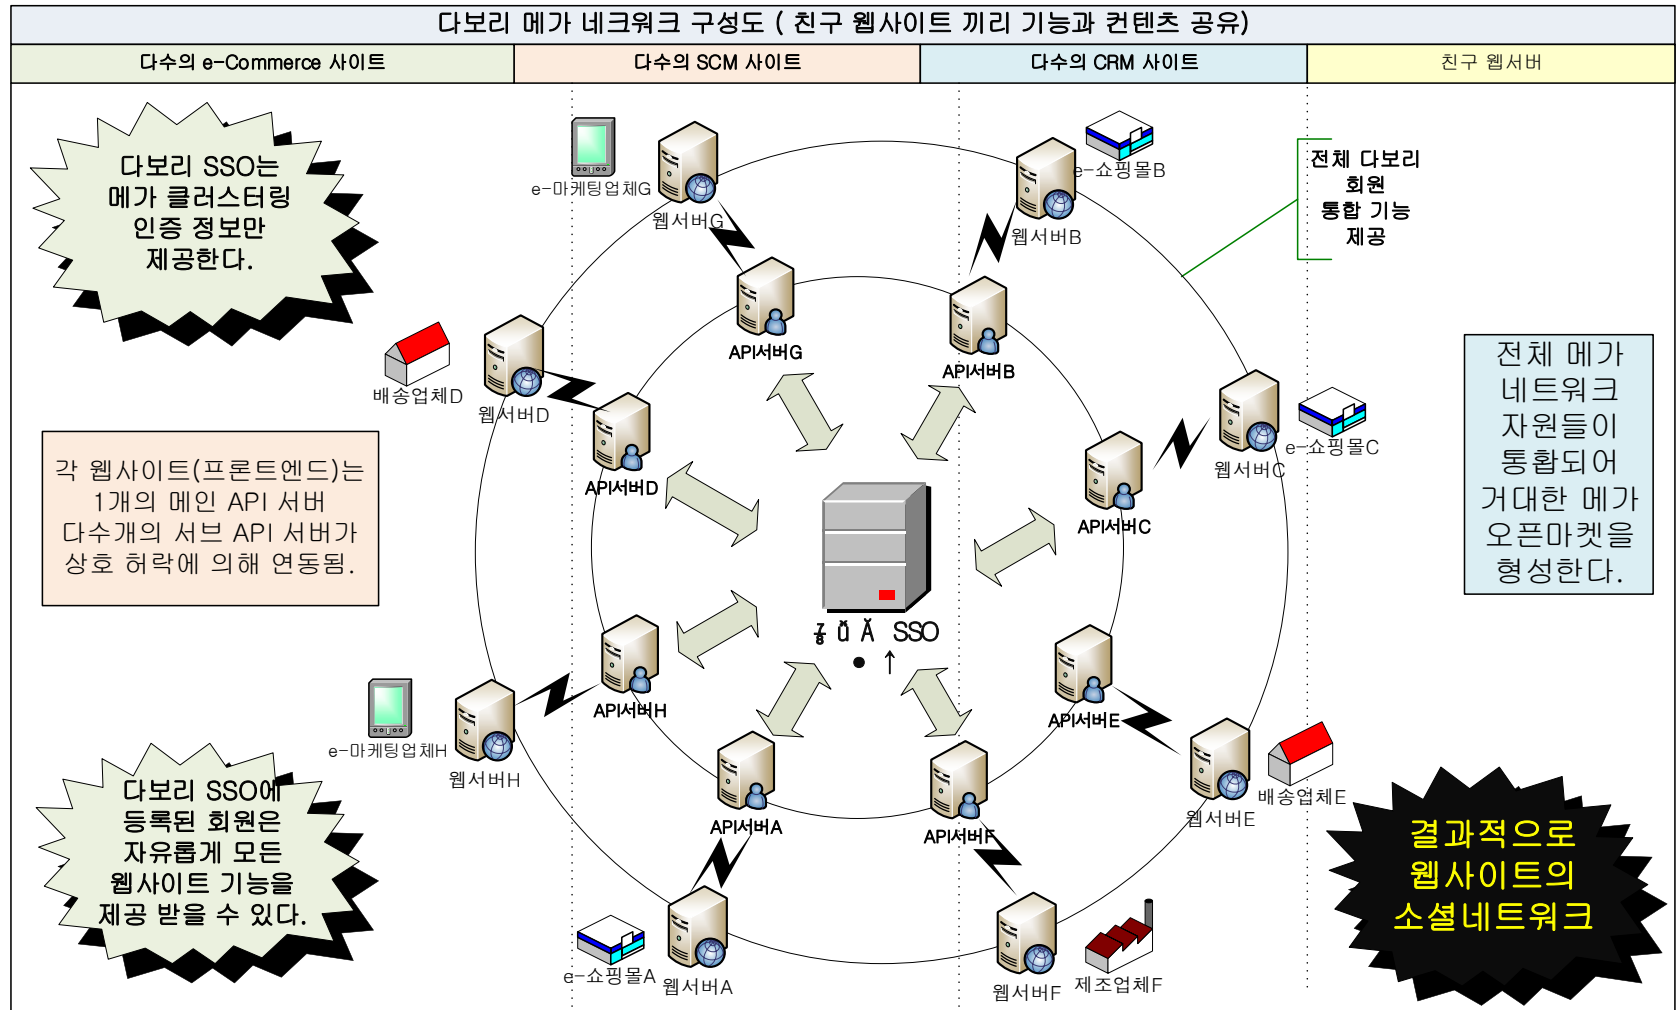 다보리 메가 네크워크 구성도 ( 친구 웹사이트 끼리 기능과 컨텐츠 공유)
다수의 e-Commerce 사이트
다수의 SCM 사이트
다수의 CRM 사이트
친구 웹서버
다보리 SSO는
메가 클러스터링
인증 정보만
제공한다.
e-마케팅업체G
웹서버G
e-쇼핑몰B
웹서버B
전체 다보리
회원
통합 기능
제공
API서버G
API서버B
배송업체D
웹서버D
API서버D
웹서버C
e-쇼핑몰C
API서버C
전체 메가
네트워크
자원들이
통홥되어
거대한 메가
오픈마켓을
형성한다.
각 웹사이트(프론트엔드)는
1개의 메인 API 서버
다수개의 서브 API 서버가
상호 허락에 의해 연동됨.
⅞ ŭ Ă SSO
● ↑
API서버H
API서버E
e-마케팅업체H
웹서버H
배송업체E
웹서버E
API서버A
API서버F
다보리 SSO에
등록된 회원은
자유롭게 모든
웹사이트 기능을
제공 받을 수 있다.
결과적으로
웹사이트의
소셜네트워크
e-쇼핑몰A
웹서버A
웹서버F
제조업체F